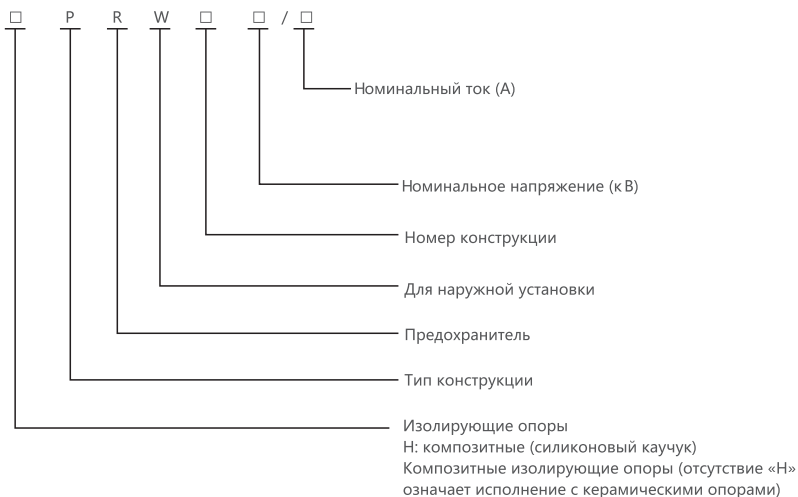 □ P R W □ □ / □
Номинальный ток (А)
Номинальное напряжение (кВ)
Номер конструкции
Для наружной установки
Предохранитель
Тип конструкции
Изолирующие опоры
Н: композитные (силиконовый каучук)
Композитные изолирующие опоры (отсутствие «Н»
означает исполнение с керамическими опорами)